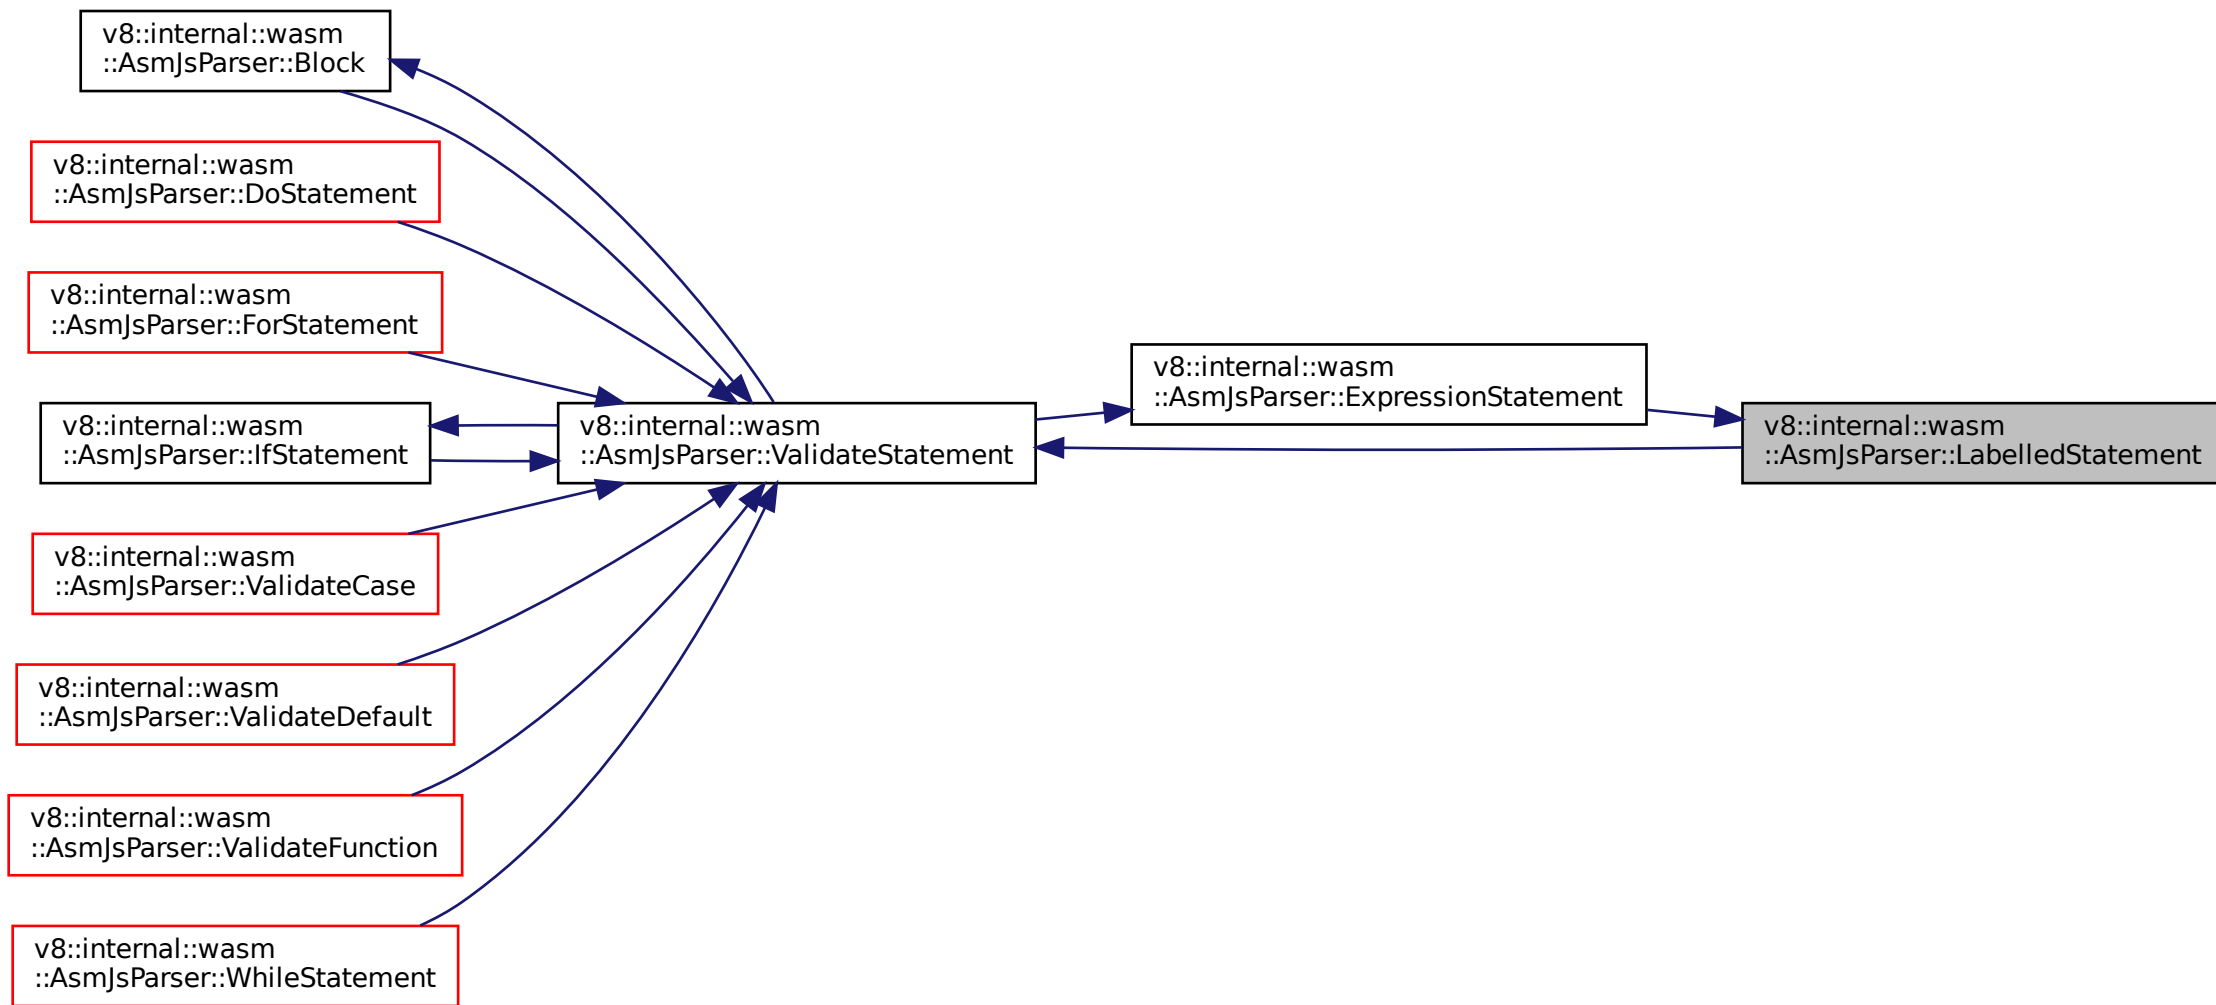 v8::internal::wasm
::AsmJsParser::Block
v8::internal::wasm
::AsmJsParser::DoStatement
v8::internal::wasm
::AsmJsParser::ForStatement
v8::internal::wasm
::AsmJsParser::IfStatement
v8::internal::wasm
::AsmJsParser::ValidateCase
v8::internal::wasm
::AsmJsParser::ValidateDefault
v8::internal::wasm
::AsmJsParser::ValidateFunction
v8::internal::wasm
::AsmJsParser::WhileStatement
v8::internal::wasm
::AsmJsParser::ValidateStatement
v8::internal::wasm
::AsmJsParser::ExpressionStatement
v8::internal::wasm
::AsmJsParser::LabelledStatement